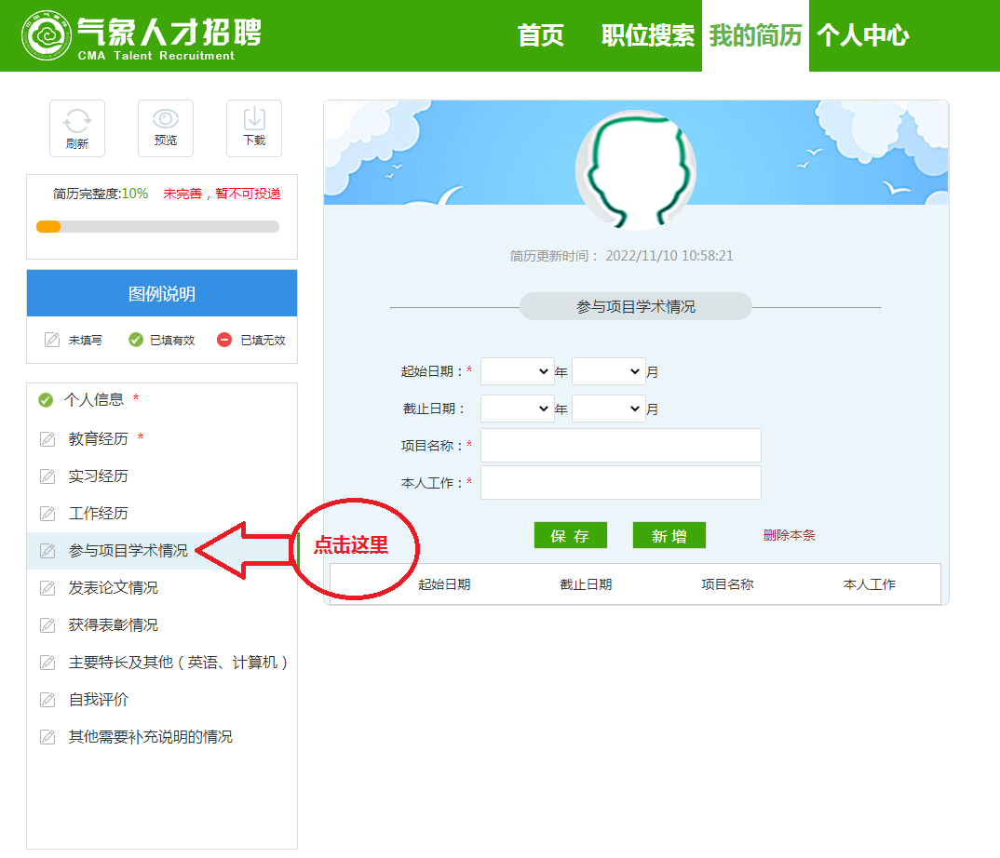 气象人才招聘
CMA Talent Recruitment
首页 职位搜索 我的简历 个人中心
刷新 预览 下载
简历完整度:10% 未完善，暂不可投递
图例说明
未填写 已填有效 已填无效
个人信息 *
教育经历 *
实习经历
工作经历
参与项目学术情况
发表论文情况
获得表彰情况
主要特长及其他（英语、计算机）
自我评价
其他需要补充说明的情况
点击这里
简历更新时间： 2022/11/10 10:58:21
参与项目学术情况
起始日期：* 年 月
截止日期： 年 月
项目名称：*
本人工作：*
保 存 新 增 删除本条
起始日期 截止日期 项目名称 本人工作